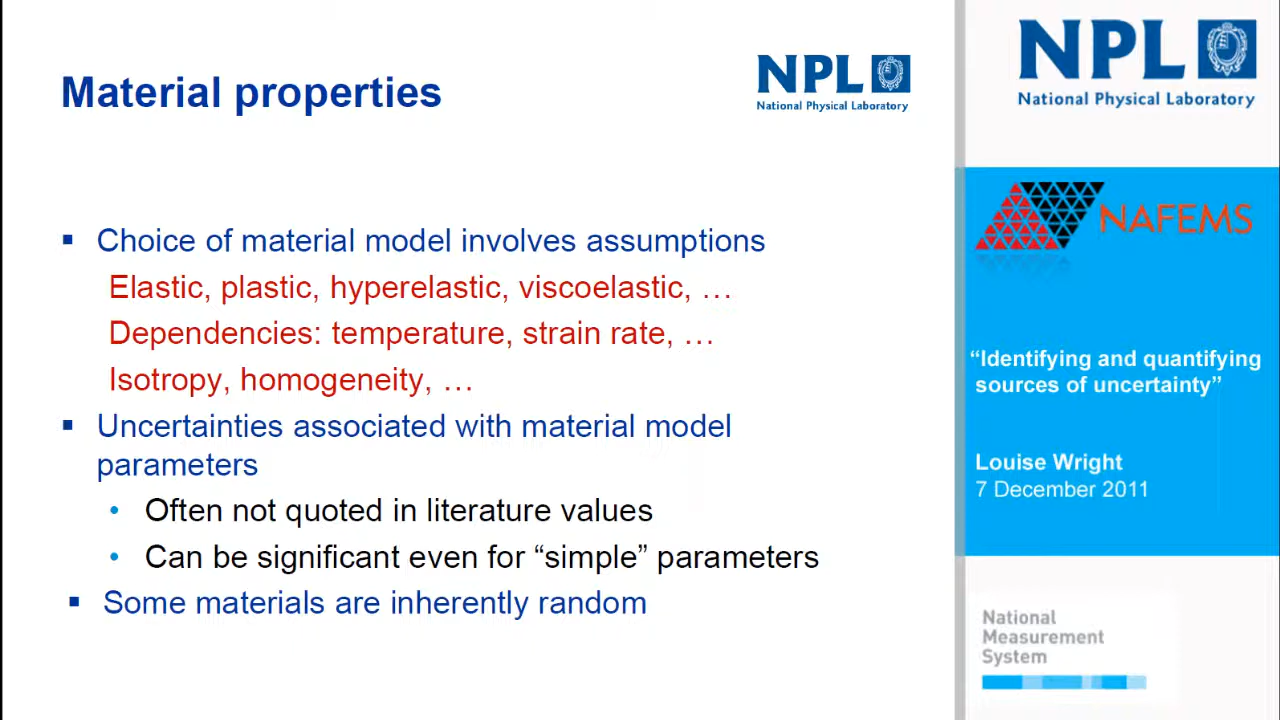 Material properties
NPL
National Physical Laboratory
▪ Choice of material model involves assumptions
Elastic, plastic, hyperelastic, viscoelastic, …
Dependencies: temperature, strain rate, …
Isotropy, homogeneity, …
▪ Uncertainties associated with material model
parameters
• Often not quoted in literature values
• Can be significant even for “simple” parameters
▪ Some materials are inherently random
NPL
National Physical Laboratory
NAFEMS
“Identifying and quantifying
sources of uncertainty”
Louise Wright
7 December 2011
National
Measurement
System